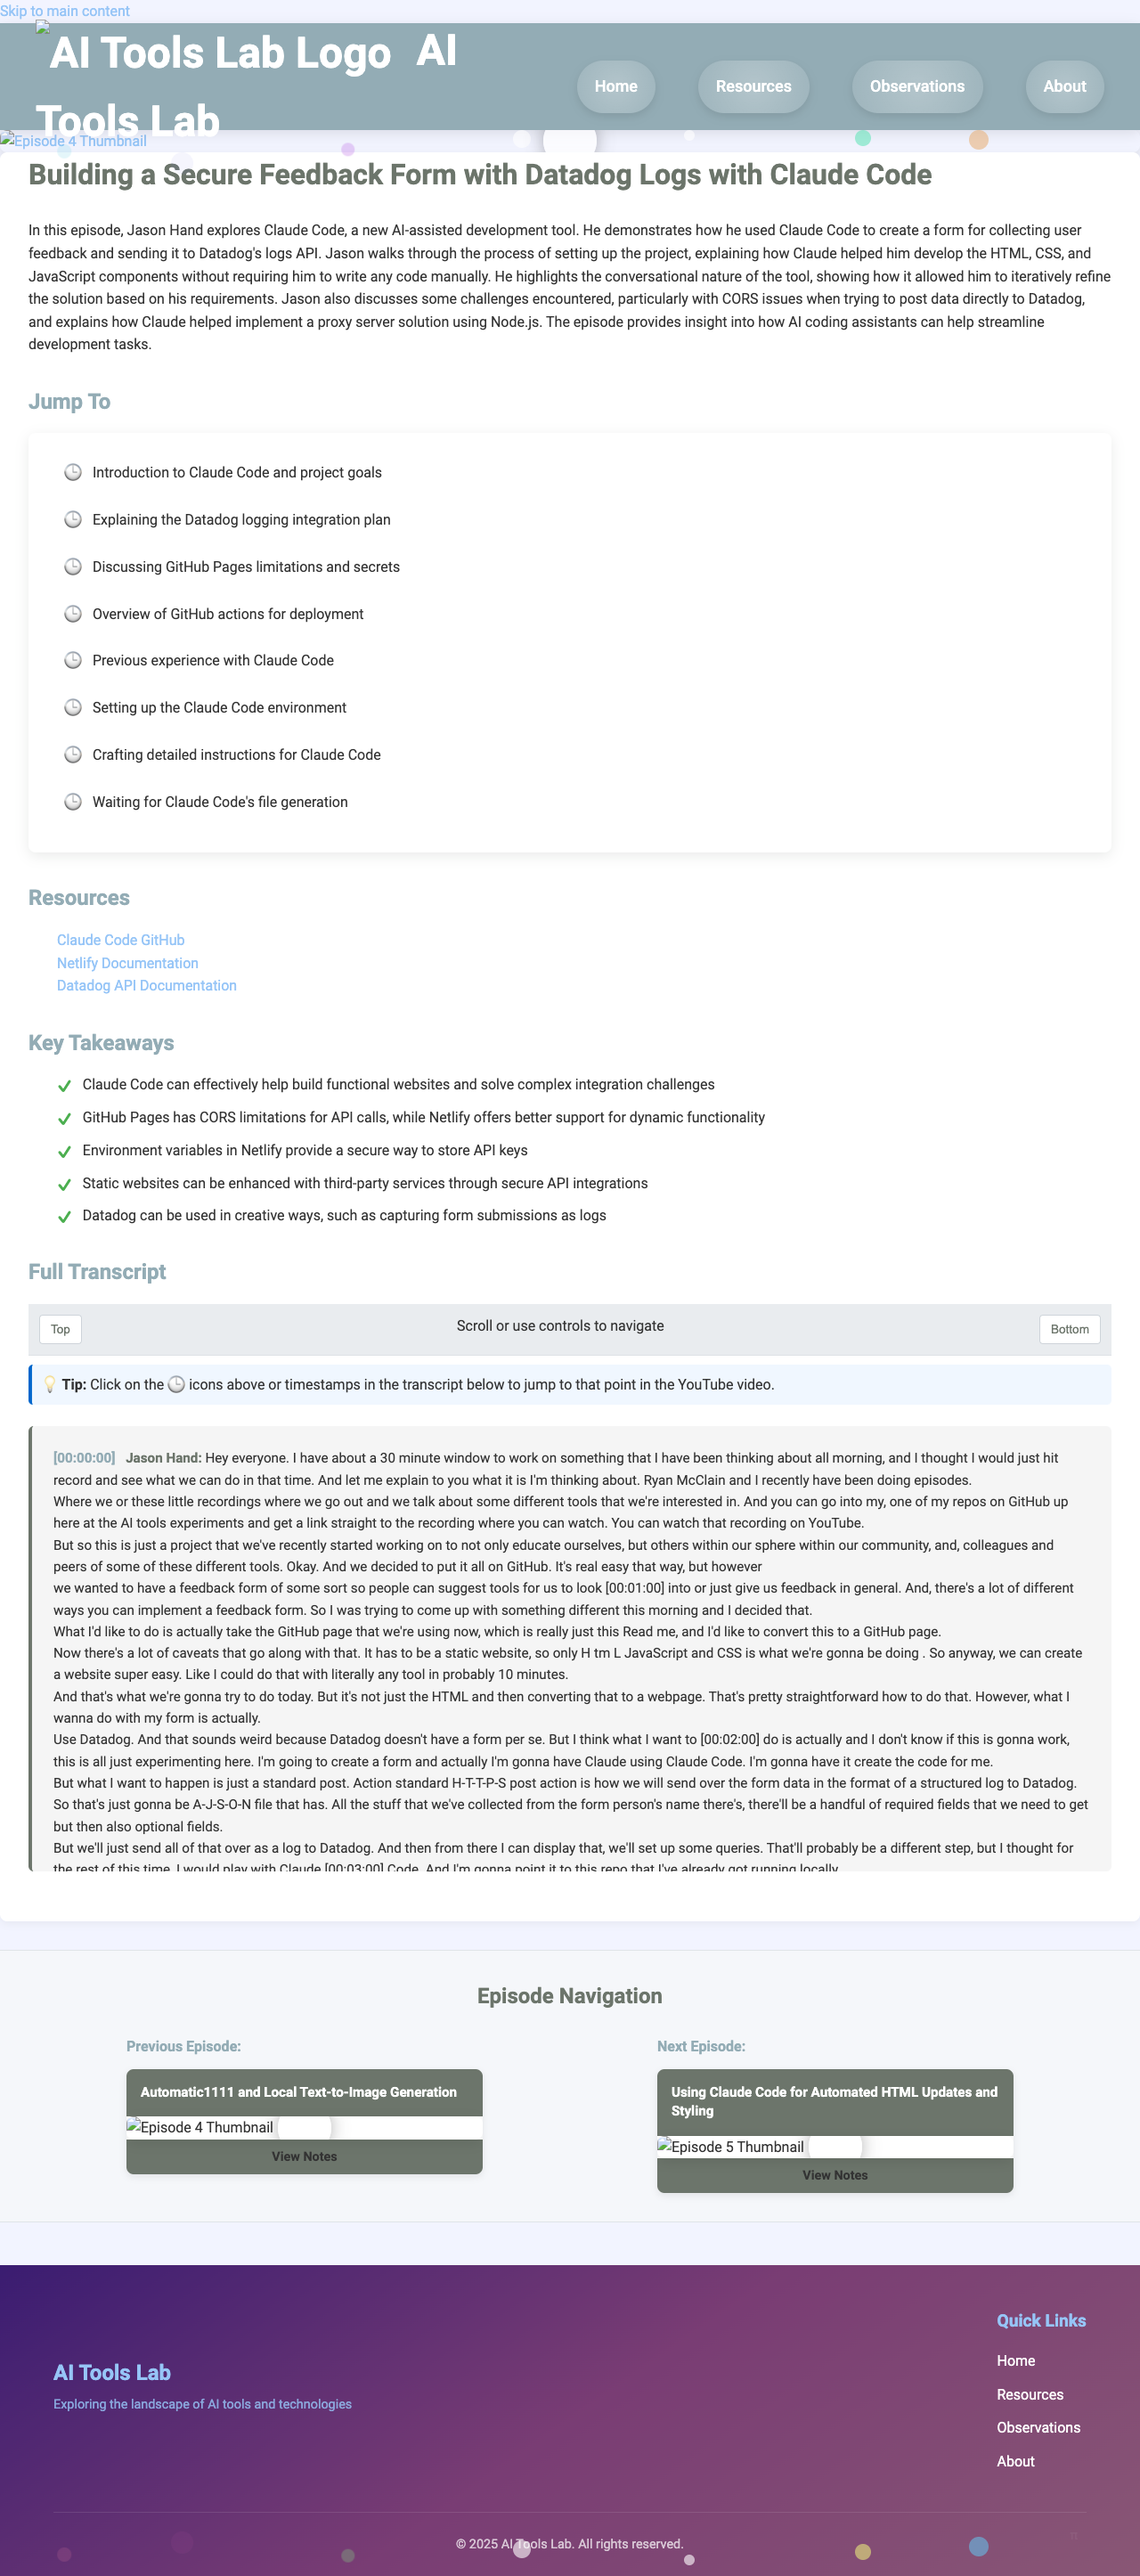 Skip to main content
AI Tools Lab Logo AI
Tools Lab
Home Resources Observations About
Episode 4 Thumbnail
Building a Secure Feedback Form with Datadog Logs with Claude Code
In this episode, Jason Hand explores Claude Code, a new AI-assisted development tool. He demonstrates how he used Claude Code to create a form for collecting user
feedback and sending it to Datadog's logs API. Jason walks through the process of setting up the project, explaining how Claude helped him develop the HTML, CSS, and
JavaScript components without requiring him to write any code manually. He highlights the conversational nature of the tool, showing how it allowed him to iteratively refine
the solution based on his requirements. Jason also discusses some challenges encountered, particularly with CORS issues when trying to post data directly to Datadog,
and explains how Claude helped implement a proxy server solution using Node.js. The episode provides insight into how AI coding assistants can help streamline
development tasks.
Jump To
Introduction to Claude Code and project goals
Explaining the Datadog logging integration plan
Discussing GitHub Pages limitations and secrets
Overview of GitHub actions for deployment
Previous experience with Claude Code
Setting up the Claude Code environment
Crafting detailed instructions for Claude Code
Waiting for Claude Code's file generation
Resources
Claude Code GitHub
Netlify Documentation
Datadog API Documentation
Key Takeaways
Claude Code can effectively help build functional websites and solve complex integration challenges
GitHub Pages has CORS limitations for API calls, while Netlify offers better support for dynamic functionality
Environment variables in Netlify provide a secure way to store API keys
Static websites can be enhanced with third-party services through secure API integrations
Datadog can be used in creative ways, such as capturing form submissions as logs
Full Transcript
Top Scroll or use controls to navigate Bottom
💡 Tip: Click on the 🕒 icons above or timestamps in the transcript below to jump to that point in the YouTube video.
[00:00:00] Jason Hand: Hey everyone. I have about a 30 minute window to work on something that I have been thinking about all morning, and I thought I would just hit
record and see what we can do in that time. And let me explain to you what it is I'm thinking about. Ryan McClain and I recently have been doing episodes.
Where we or these little recordings where we go out and we talk about some different tools that we're interested in. And you can go into my, one of my repos on GitHub up
here at the AI tools experiments and get a link straight to the recording where you can watch. You can watch that recording on YouTube.
But so this is just a project that we've recently started working on to not only educate ourselves, but others within our sphere within our community, and, colleagues and
peers of some of these different tools. Okay. And we decided to put it all on GitHub. It's real easy that way, but however
we wanted to have a feedback form of some sort so people can suggest tools for us to look [00:01:00] into or just give us feedback in general. And, there's a lot of different
ways you can implement a feedback form. So I was trying to come up with something different this morning and I decided that.
What I'd like to do is actually take the GitHub page that we're using now, which is really just this Read me, and I'd like to convert this to a GitHub page.
Now there's a lot of caveats that go along with that. It has to be a static website, so only H tm L JavaScript and CSS is what we're gonna be doing . So anyway, we can create
a website super easy. Like I could do that with literally any tool in probably 10 minutes.
And that's what we're gonna try to do today. But it's not just the HTML and then converting that to a webpage. That's pretty straightforward how to do that. However, what I
wanna do with my form is actually.
Use Datadog. And that sounds weird because Datadog doesn't have a form per se. But I think what I want to [00:02:00] do is actually and I don't know if this is gonna work,
this is all just experimenting here. I'm going to create a form and actually I'm gonna have Claude using Claude Code. I'm gonna have it create the code for me.
But what I want to happen is just a standard post. Action standard H-T-T-P-S post action is how we will send over the form data in the format of a structured log to Datadog.
So that's just gonna be A-J-S-O-N file that has. All the stuff that we've collected from the form person's name there's, there'll be a handful of required fields that we need to get
but then also optional fields.
But we'll just send all of that over as a log to Datadog. And then from there I can display that, we'll set up some queries. That'll probably be a different step, but I thought for
the rest of this time, I would play with Claude [00:03:00] Code. And I'm gonna point it to this repo that I've already got running locally.
Episode Navigation
Previous Episode:
Automatic1111 and Local Text-to-Image Generation
Episode 4 Thumbnail
View Notes
Next Episode:
Using Claude Code for Automated HTML Updates and
Styling
Episode 5 Thumbnail
View Notes
AI Tools Lab
Exploring the landscape of AI tools and technologies
Quick Links
Home
Resources
Observations
About
© 2025 AI Tools Lab. All rights reserved.